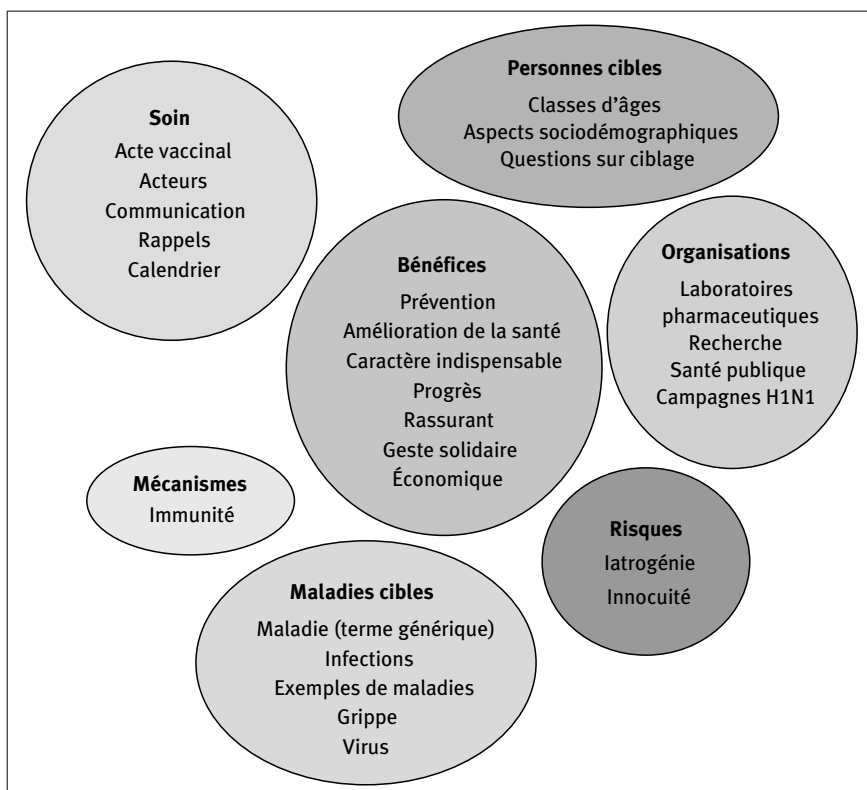 Personnes cibles
Classes d’âges
Aspects sociodémographiques
Questions sur ciblage
Soin
Acte vaccinal
Acteurs
Communication
Rappels
Calendrier
Bénéfices
Prévention
Amélioration de la santé
Caractère indispensable
Progrès
Rassurant
Geste solidaire
Économique
Organisations
Laboratoires
pharmaceutiques
Recherche
Santé publique
Campagnes H1N1
Mécanismes
Immunité
Risques
Iatrogénie
Innocuité
Maladies cibles
Maladie (terme générique)
Infections
Exemples de maladies
Grippe
Virus